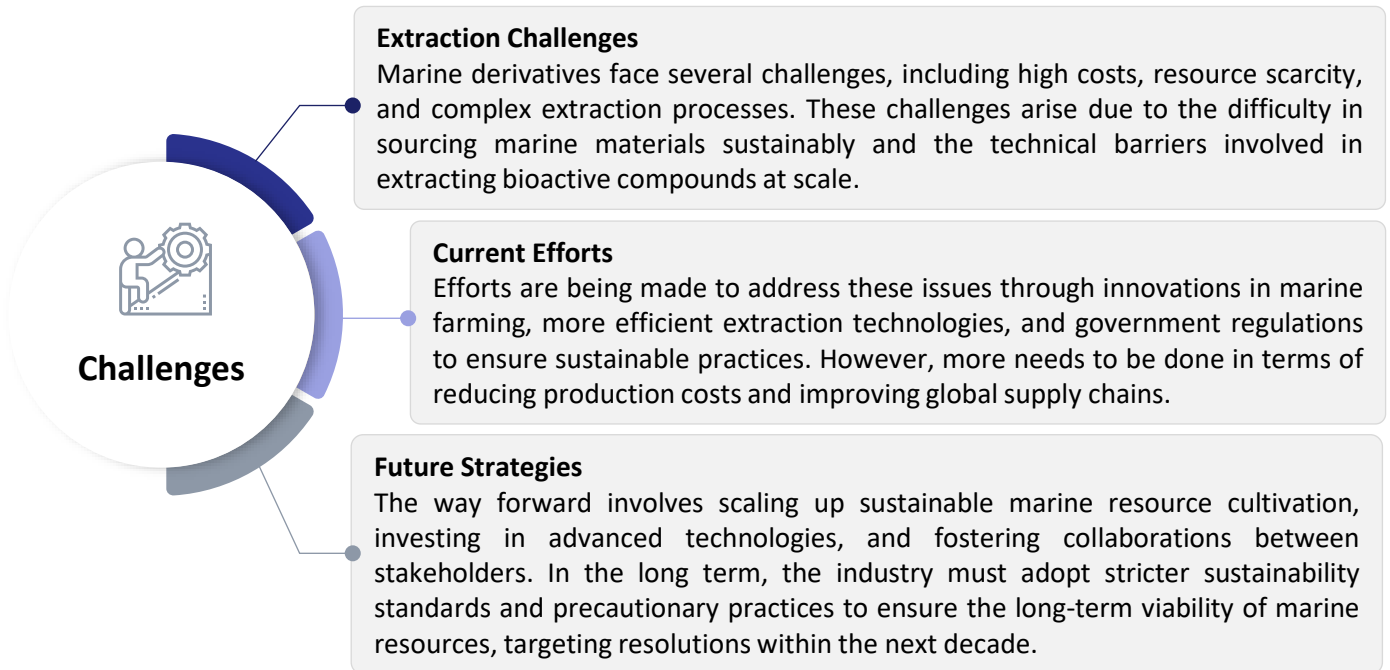 Challenges
Extraction Challenges
Marine derivatives face several challenges, including high costs, resource scarcity,
and complex extraction processes. These challenges arise due to the difficulty in
sourcing marine materials sustainably and the technical barriers involved in
extracting bioactive compounds at scale.
Current Efforts
Efforts are being made to address these issues through innovations in marine
farming, more efficient extraction technologies, and government regulations
to ensure sustainable practices. However, more needs to be done in terms of
reducing production costs and improving global supply chains.
Future Strategies
The way forward involves scaling up sustainable marine resource cultivation,
investing in advanced technologies, and fostering collaborations between
stakeholders. In the long term, the industry must adopt stricter sustainability
standards and precautionary practices to ensure the long-term viability of marine
resources, targeting resolutions within the next decade.